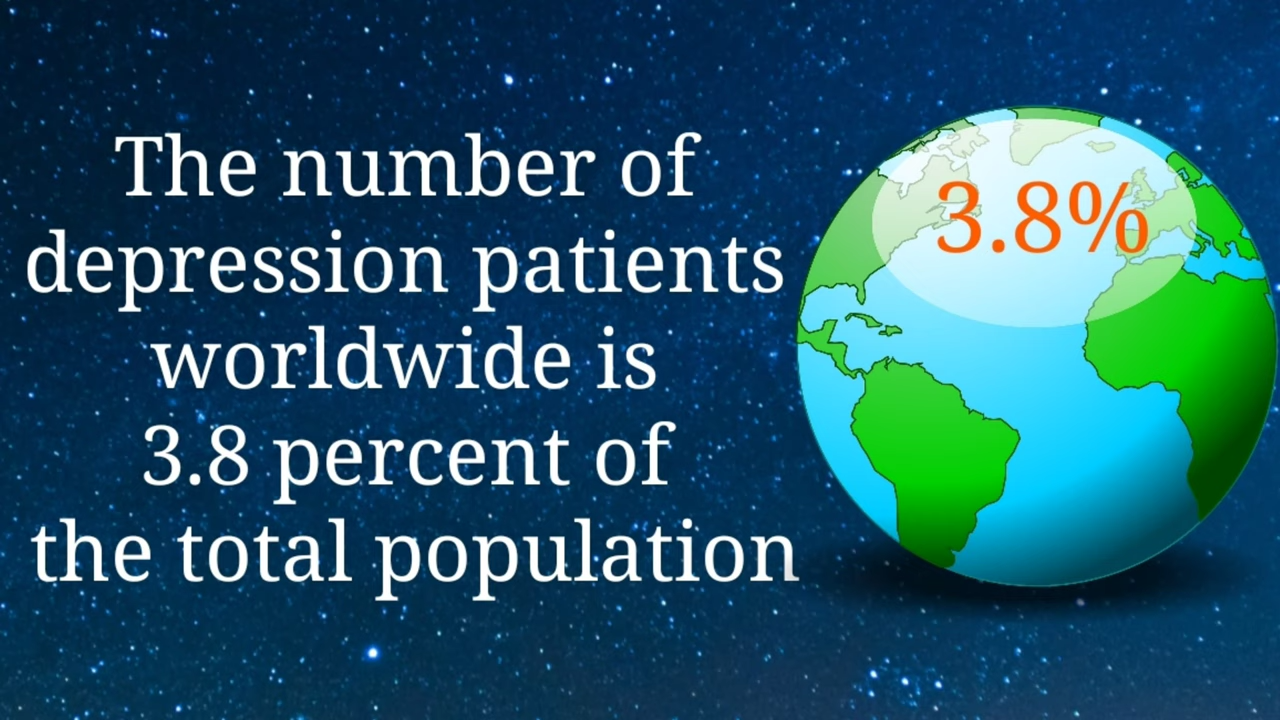 The number of
depression patients
worldwide is
3.8 percent of
the total population
3.8%